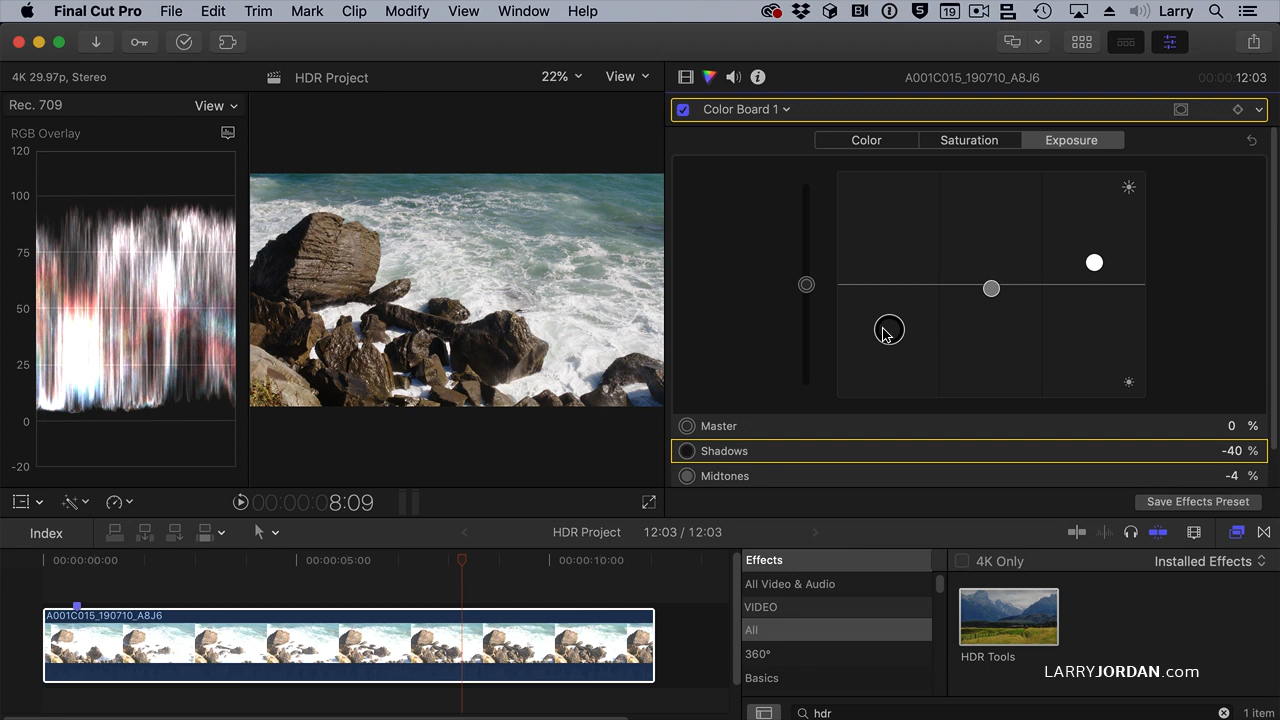 Final Cut Pro File Edit Trim Mark Clip Modify View Window Help 19 Larry
4K 29.97p, Stereo HDR Project 22% View A001C015_190710_A8J6 00:00:12:03
Rec. 709 View
Color Board 1
RGB Overlay
Color Saturation Exposure
120
100
75
50
25
0
-20
Master 0 %
Shadows -40 %
Midtones -4 %
00:00:00:08:09
Save Effects Preset
Index HDR Project 12:03 / 12:03
00:00:00:00 00:00:05:00 00:00:10:00
A001C015_190710_A8J6
Effects 4K Only Installed Effects
All Video & Audio
VIDEO
All
360°
Basics
HDR Tools
LARRYJORDAN.com
hdr 1 item